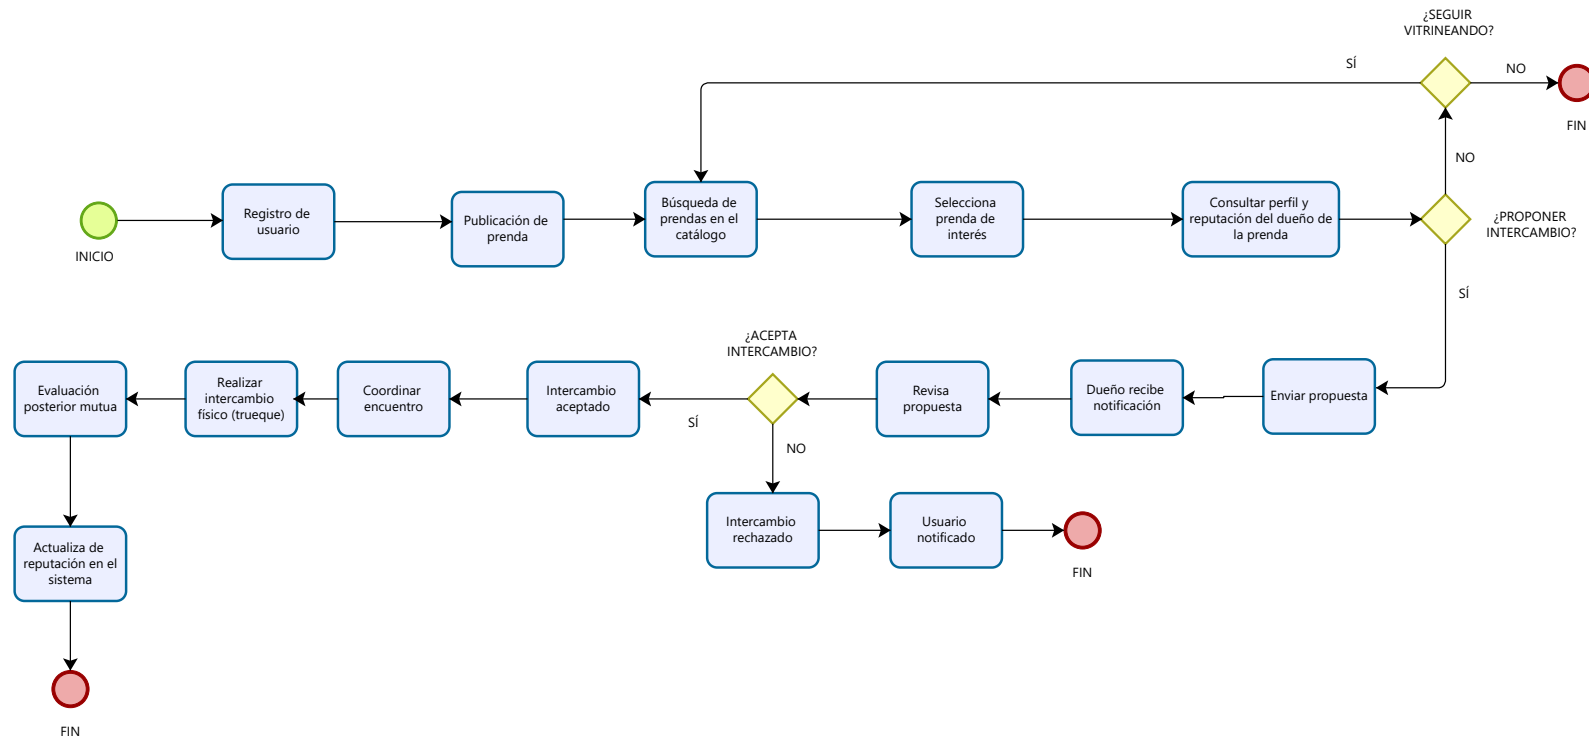 ¿SEGUIR
VITRINEANDO?
SÍ
NO
FIN
NO
INICIO
Registro de
usuario
Publicación de
prenda
Búsqueda de
prendas en el
catálogo
Selecciona
prenda de
interés
Consultar perfil y
reputación del dueño de
la prenda
¿PROPONER
INTERCAMBIO?
SÍ
Enviar propuesta
Dueño recibe
notificación
Revisa
propuesta
¿ACEPTA
INTERCAMBIO?
SÍ
NO
Intercambio
aceptado
Coordinar
encuentro
Realizar
intercambio
físico (trueque)
Evaluación
posterior mutua
Intercambio
rechazado
Usuario
notificado
FIN
Actualiza de
reputación en el
sistema
FIN